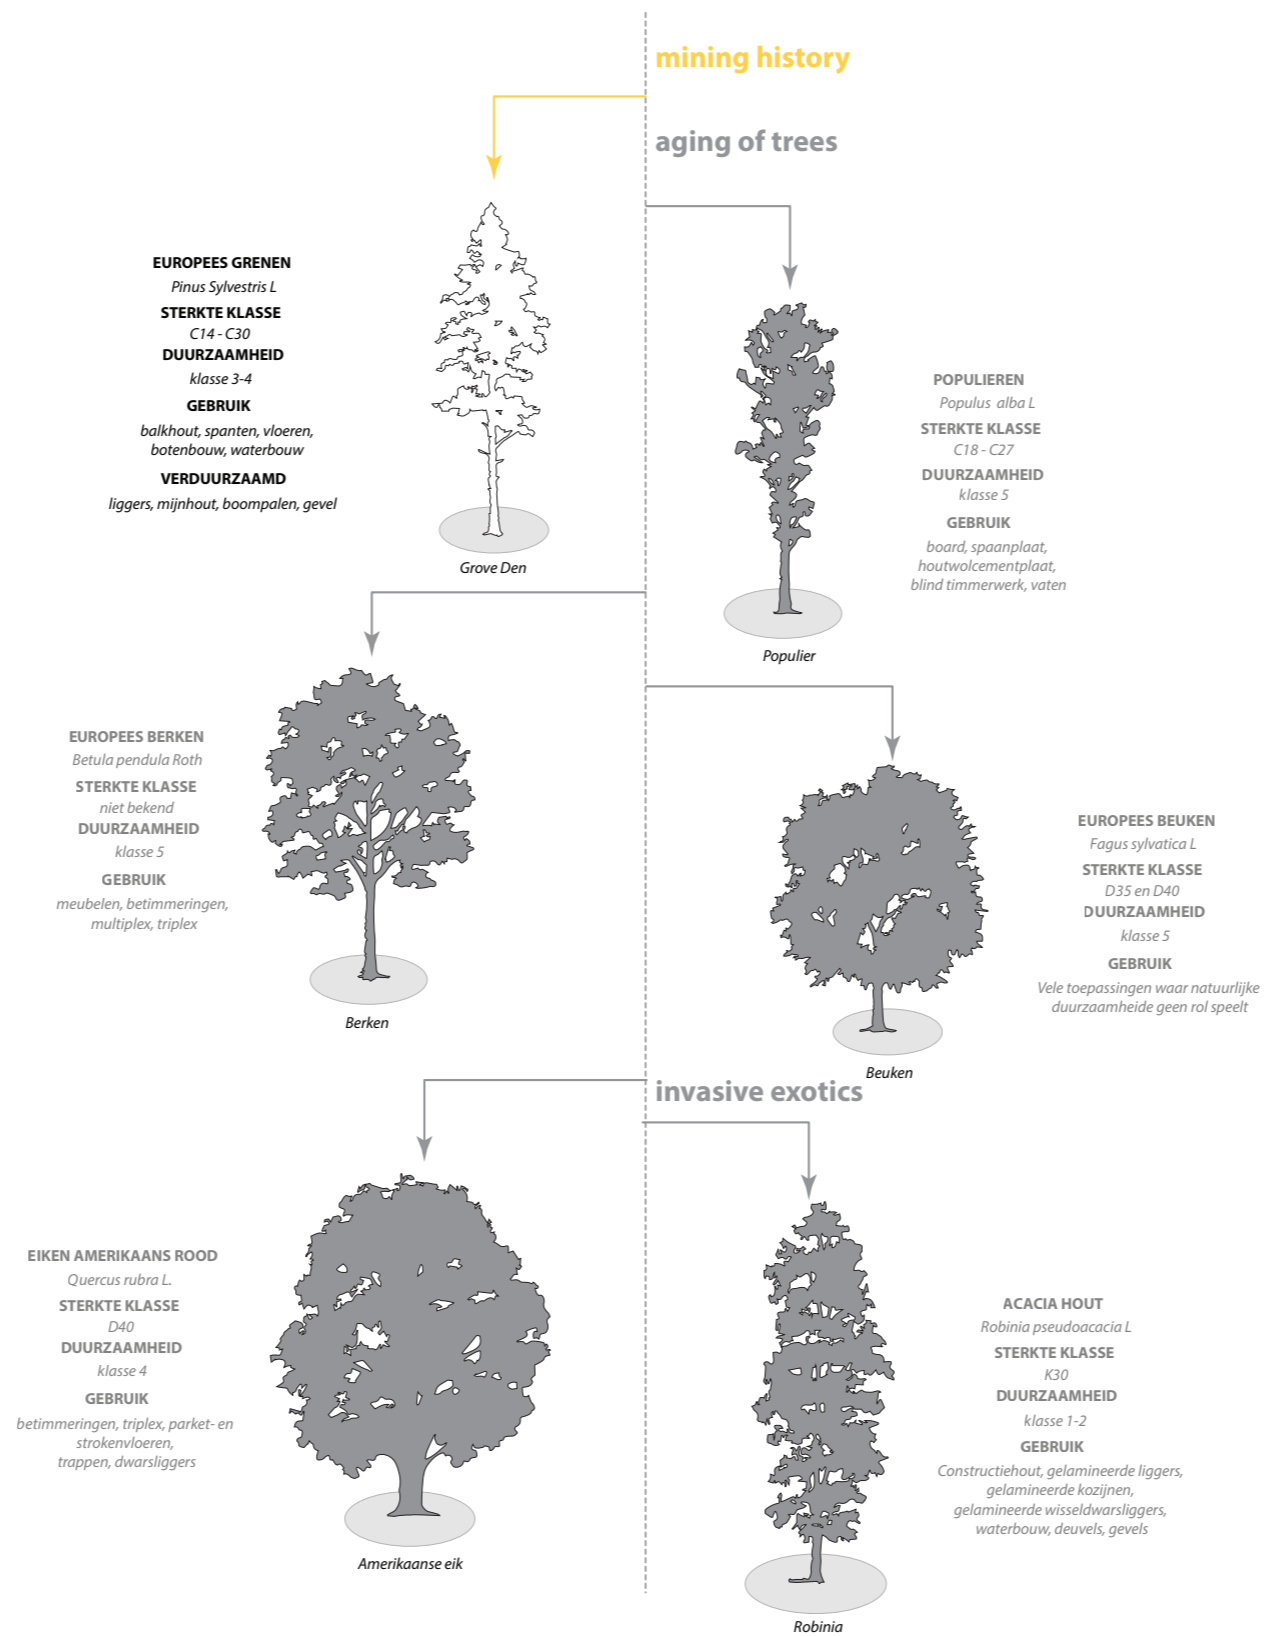 mining history
aging of trees
EUROPEES GRENEN
Pinus Sylvestris L
STERKTE KLASSE
C14 - C30
DUURZAAMHEID
klasse 3-4
GEBRUIK
balkhout, spanten, vloeren,
botenbouw, waterbouw
VERDUURZAAMD
liggers, mijnhout, boompalen, gevel
Grove Den
POPULIEREN
Populus alba L
STERKTE KLASSE
C18 - C27
DUURZAAMHEID
klasse 5
GEBRUIK
board, spaanplaat,
houtwolcementplaat,
blind timmerwerk, vaten
Populier
EUROPEES BERKEN
Betula pendula Roth
STERKTE KLASSE
niet bekend
DUURZAAMHEID
klasse 5
GEBRUIK
meubelen, betimmeringen,
multiplex, triplex
Berken
EUROPEES BEUKEN
Fagus sylvatica L
STERKTE KLASSE
D35 en D40
DUURZAAMHEID
klasse 5
GEBRUIK
Vele toepassingen waar natuurlijke
duurzaamheide geen rol speelt
Beuken
invasive exotics
EIKEN AMERIKAANS ROOD
Quercus rubra L.
STERKTE KLASSE
D40
DUURZAAMHEID
klasse 4
GEBRUIK
betimmeringen, triplex, parket- en
strokenvloeren,
trappen, dwarsliggers
Amerikaanse eik
ACACIA HOUT
Robinia pseudoacacia L
STERKTE KLASSE
K30
DUURZAAMHEID
klasse 1-2
GEBRUIK
Constructiehout, gelamineerde liggers,
gelamineerde kozijnen,
gelamineerde wisseldwarsliggers,
waterbouw, deuvels, gevels
Robinia